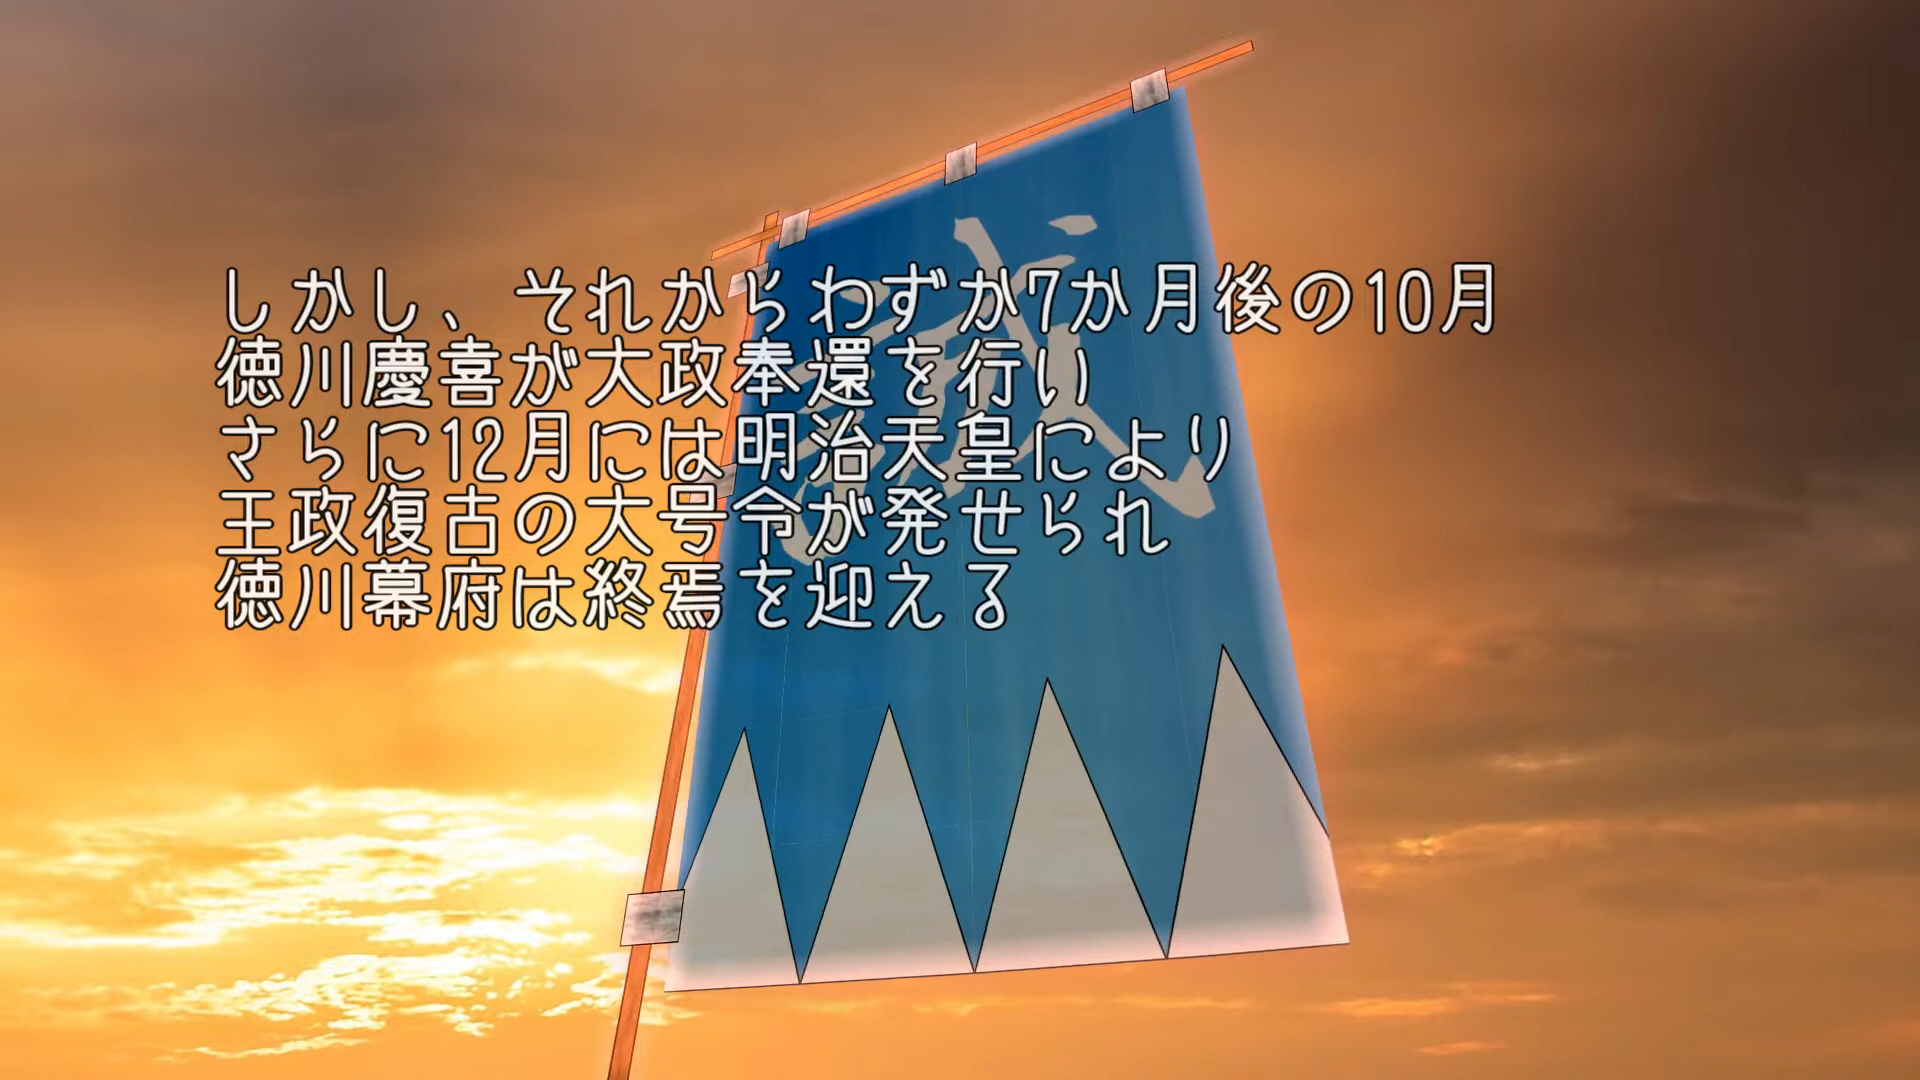 しかし、それからわずか7か月後の10月
徳川慶喜が大政奉還を行い
さらに12月には明治天皇により
王政復古の大号令が発せられ
徳川幕府は終焉を迎える
誠